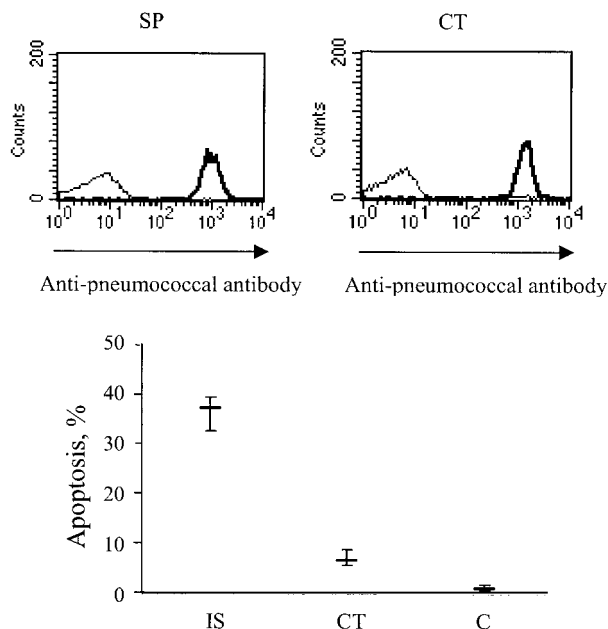 SP
CT
200
Counts
0
10^0 10^1 10^2 10^3 10^4
Anti-pneumococcal antibody
200
Counts
0
10^0 10^1 10^2 10^3 10^4
Anti-pneumococcal antibody
Apoptosis, %
50
40
30
20
10
0
IS CT C